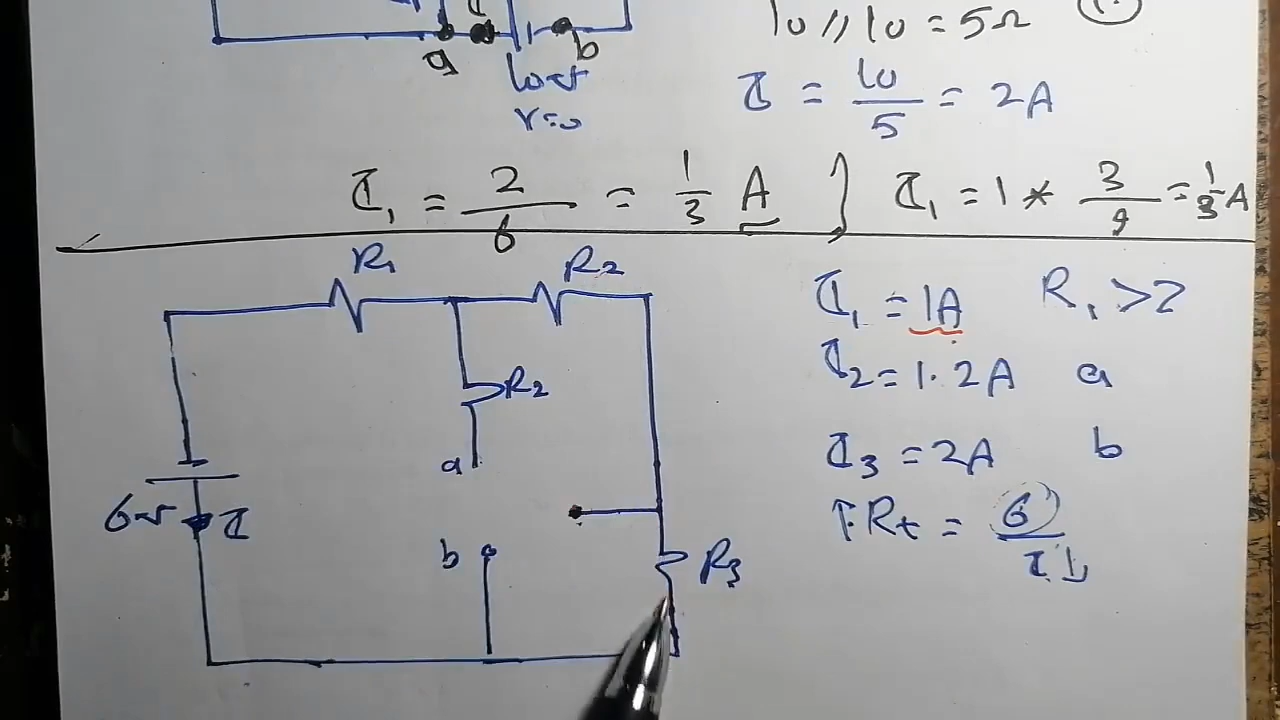 10 // 10 = 5Ω
a
b
10v
r=0
I = 10/5 = 2A
I₁ = 2/6 = 1/3 A
I₁ = 1 * 3/9 = 1/3 A
R₁
R₂
I₁ = 1A R₁ > 2
R₂
I₂ = 1.2A a
a
I₃ = 2A b
6v I
Rt = 6/I
b
R₃